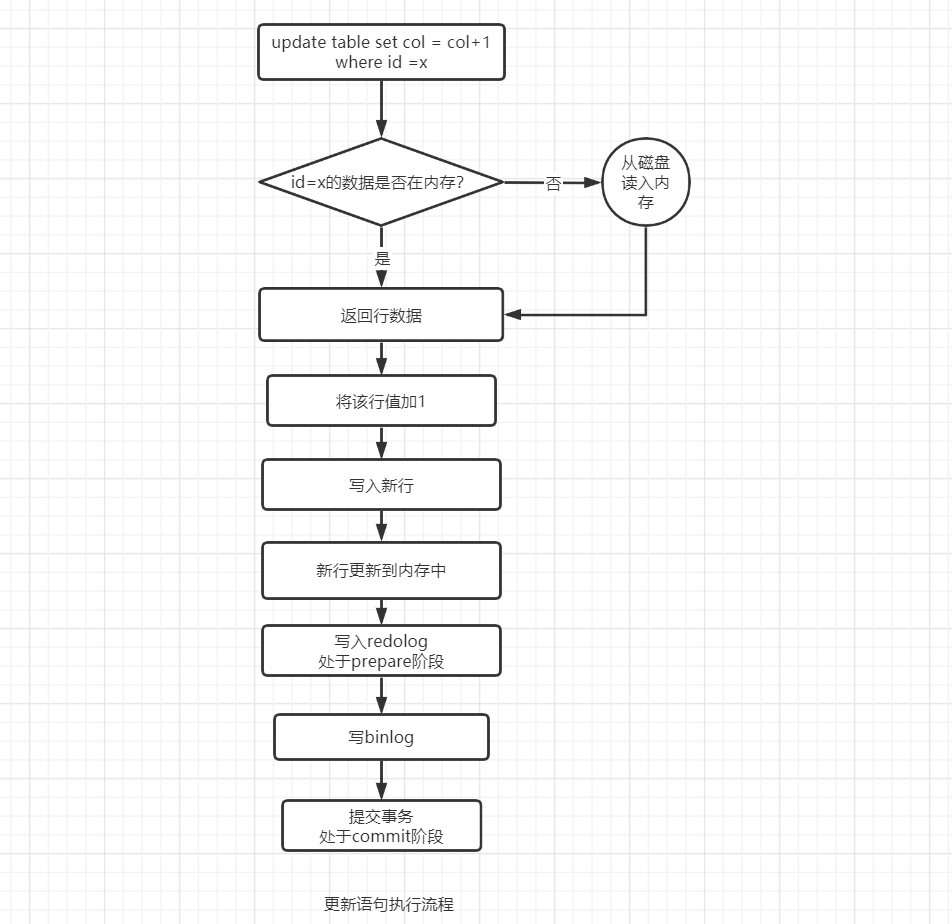 update table set col = col+1
where id =x
id=x的数据是否在内存?
否
从磁盘
读入内
存
是
返回行数据
将该行值加1
写入新行
新行更新到内存中
写入redolog
处于prepare阶段
写binlog
提交事务
处于commit阶段
更新语句执行流程